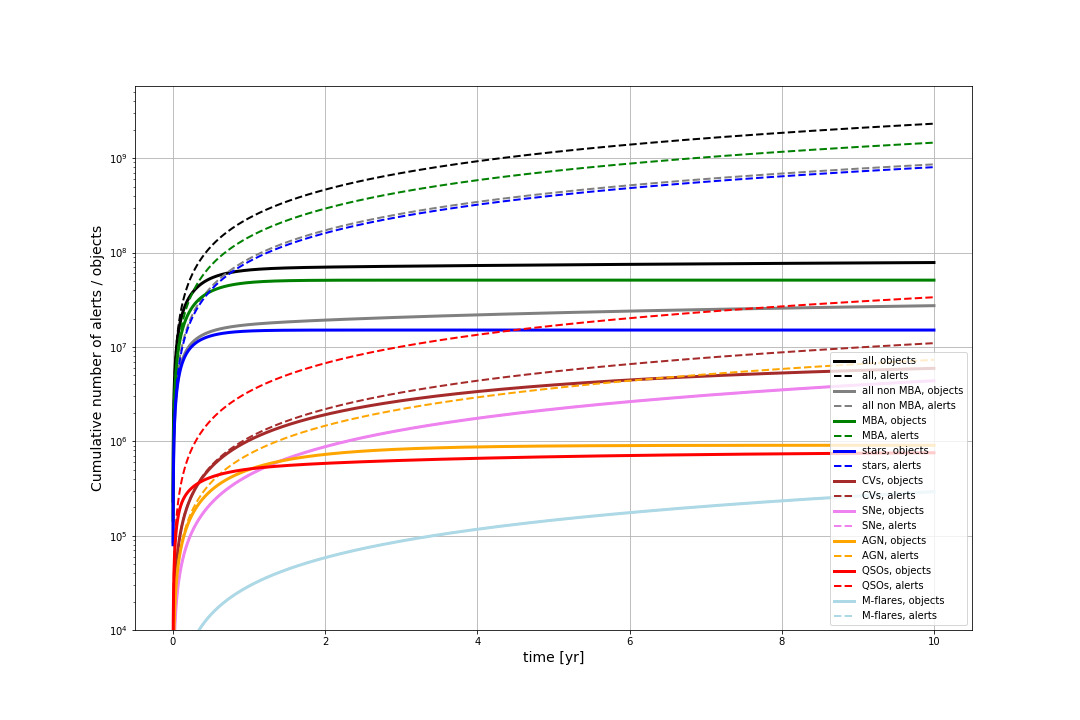 Cumulative number of alerts / objects
10⁹
10⁸
10⁷
10⁶
10⁵
10⁴
0 2 4 6 8 10
time [yr]
all, objects
all, alerts
all non MBA, objects
all non MBA, alerts
MBA, objects
MBA, alerts
stars, objects
stars, alerts
CVs, objects
CVs, alerts
SNe, objects
SNe, alerts
AGN, objects
AGN, alerts
QSOs, objects
QSOs, alerts
M-flares, objects
M-flares, alerts